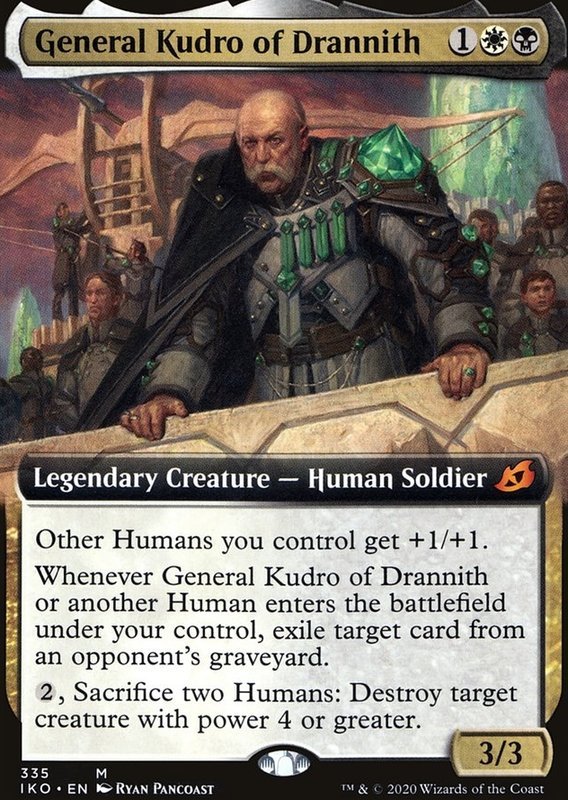 General Kudro of Drannith 1
Legendary Creature — Human Soldier
Other Humans you control get +1/+1.
Whenever General Kudro of Drannith
or another Human enters the battlefield
under your control, exile target card from
an opponent's graveyard.
2, Sacrifice two Humans: Destroy target
creature with power 4 or greater.
3/3
335 M
IKO • EN Ryan Pancoast
™ & © 2020 Wizards of the Coast